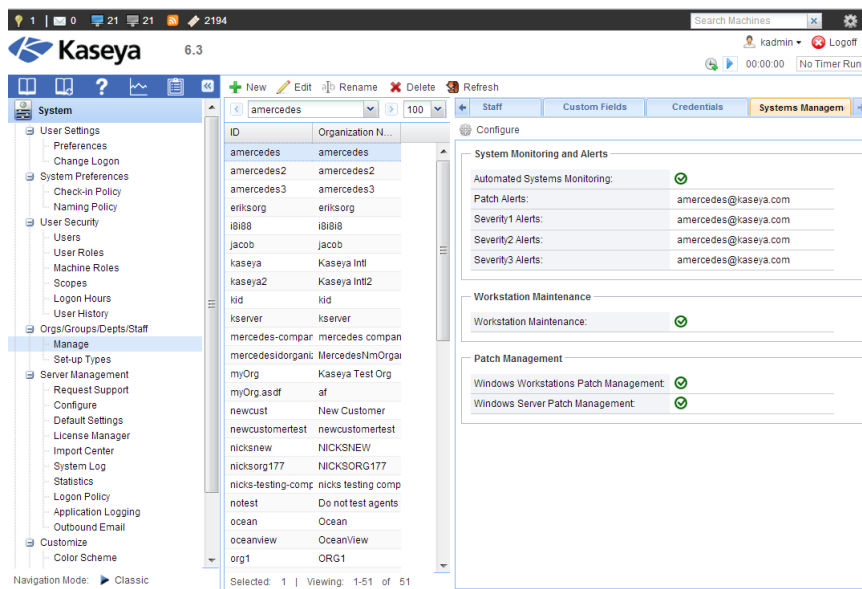 1 0 21 21 2194 Search Machines
Kaseya 6.3 kadmin Logoff
00:00:00 No Timer Run
New Edit Rename Delete Refresh
System
User Settings
Preferences
Change Logon
System Preferences
Check-in Policy
Naming Policy
User Security
Users
User Roles
Machine Roles
Scopes
Logon Hours
User History
Orgs/Groups/Depts/Staff
Manage
Set-up Types
Server Management
Request Support
Configure
Default Settings
License Manager
Import Center
System Log
Statistics
Logon Policy
Application Logging
Outbound Email
Customize
Color Scheme
Navigation Mode: Classic
amercedes 100
ID Organization N...
amercedes amercedes
amercedes2 amercedes2
amercedes3 amercedes3
eriksorg eriksorg
i8i88 i8i8i8
jacob jacob
kaseya Kaseya Intl
kaseya2 Kaseya Intl2
kid kid
kserver kserver
mercedes-compar mercedes compan
mercedesidorganiz MercedesNmOrgar
myOrg Kaseya Test Org
myOrg.asdf af
newcust New Customer
newcustomertest newcustomertest
nicksnew NICKSNEW
nicksorg177 NICKSORG177
nicks-testing-comp nicks testing comp
notest Do not test agents
ocean Ocean
oceanview OceanView
org1 ORG1
Selected: 1 | Viewing: 1-51 of 51
Staff Custom Fields Credentials Systems Managem
Configure
System Monitoring and Alerts
Automated Systems Monitoring:
Patch Alerts: amercedes@kaseya.com
Severity1 Alerts: amercedes@kaseya.com
Severity2 Alerts: amercedes@kaseya.com
Severity3 Alerts: amercedes@kaseya.com
Workstation Maintenance
Workstation Maintenance:
Patch Management
Windows Workstations Patch Management:
Windows Server Patch Management: